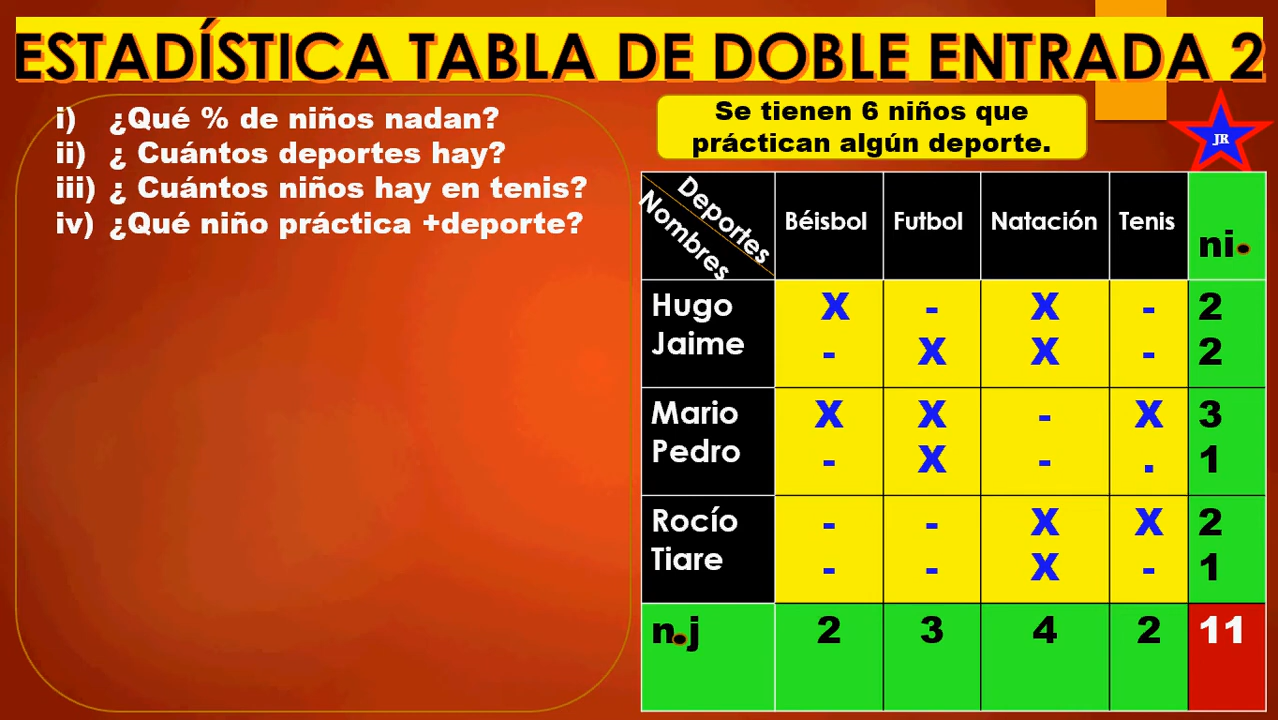 ESTADÍSTICA TABLA DE DOBLE ENTRADA 2
i) ¿Qué % de niños nadan?
ii) ¿ Cuántos deportes hay?
iii) ¿ Cuántos niños hay en tenis?
iv) ¿Qué niño práctica +deporte?
Se tienen 6 niños que
práctican algún deporte.
JR
Deportes
Nombres
Béisbol Futbol Natación Tenis ni.
Hugo X - X - 2
Jaime - X X - 2
Mario X X - X 3
Pedro - X - . 1
Rocío - - X X 2
Tiare - - X - 1
n.j 2 3 4 2 11